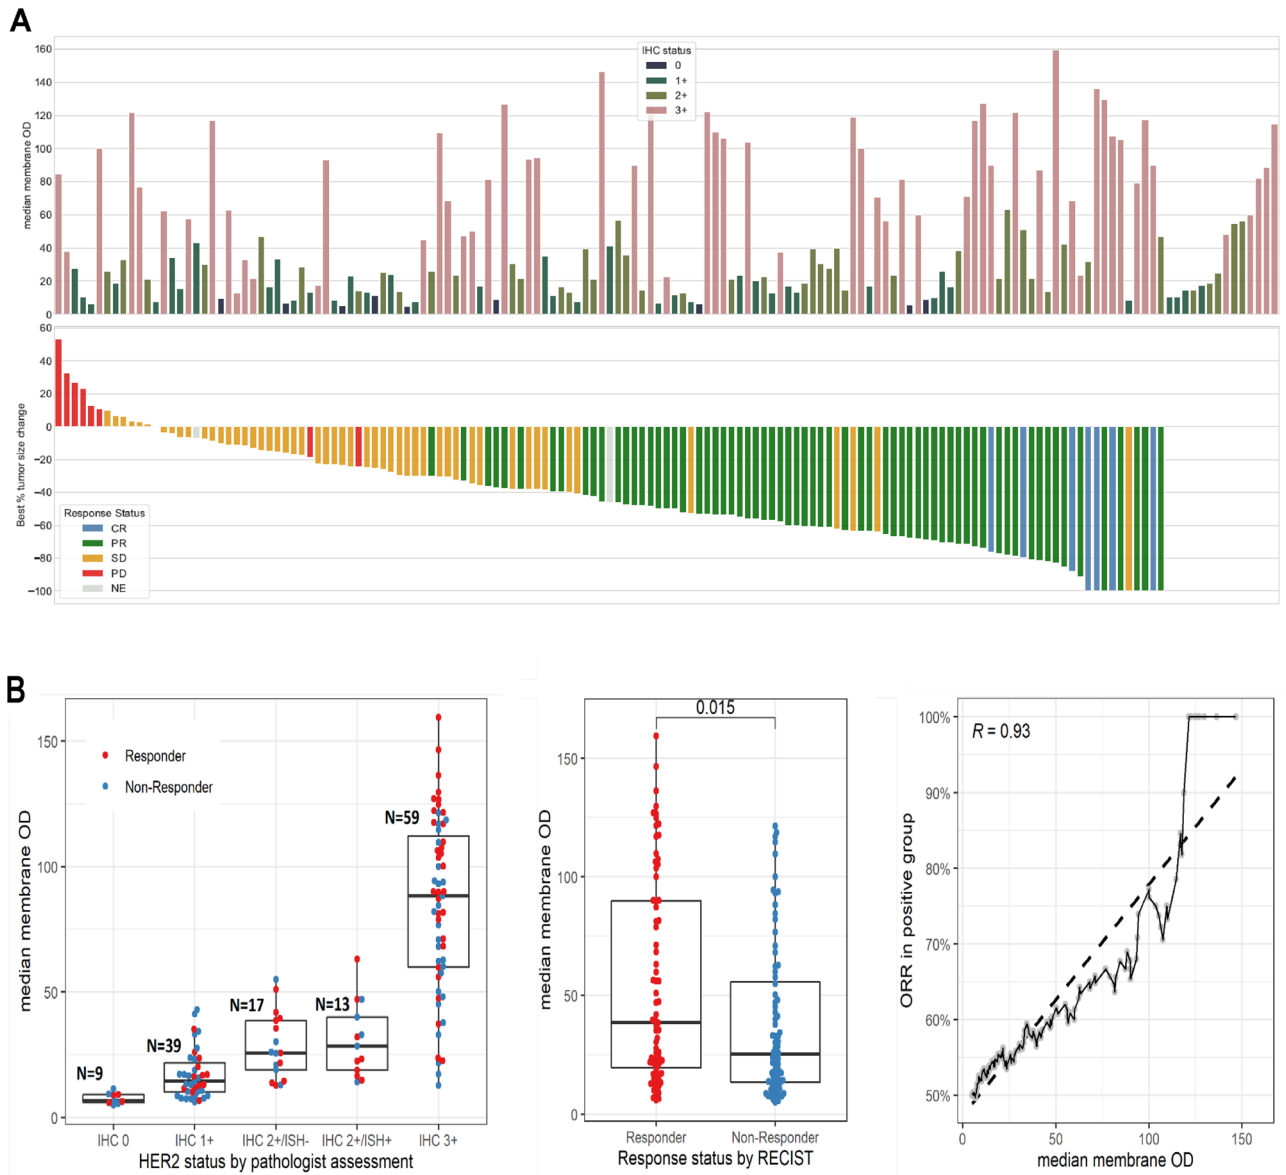 A
160
140
120
100
80
60
40
20
0
median membrane OD
IHC status
0
1+
2+
3+
60
40
20
0
−20
−40
−60
−80
−100
Best % tumor size change
Response Status
CR
PR
SD
PD
NE
B
150
100
50
0
median membrane OD
Responder
Non-Responder
N=9
N=39
N=17
N=13
N=59
IHC 0
IHC 1+
IHC 2+/ISH-
IHC 2+/ISH+
IHC 3+
HER2 status by pathologist assessment
0.015
150
100
50
0
median membrane OD
Responder
Non-Responder
Response status by RECIST
R = 0.93
100%
90%
80%
70%
60%
50%
ORR in positive group
0
50
100
150
median membrane OD